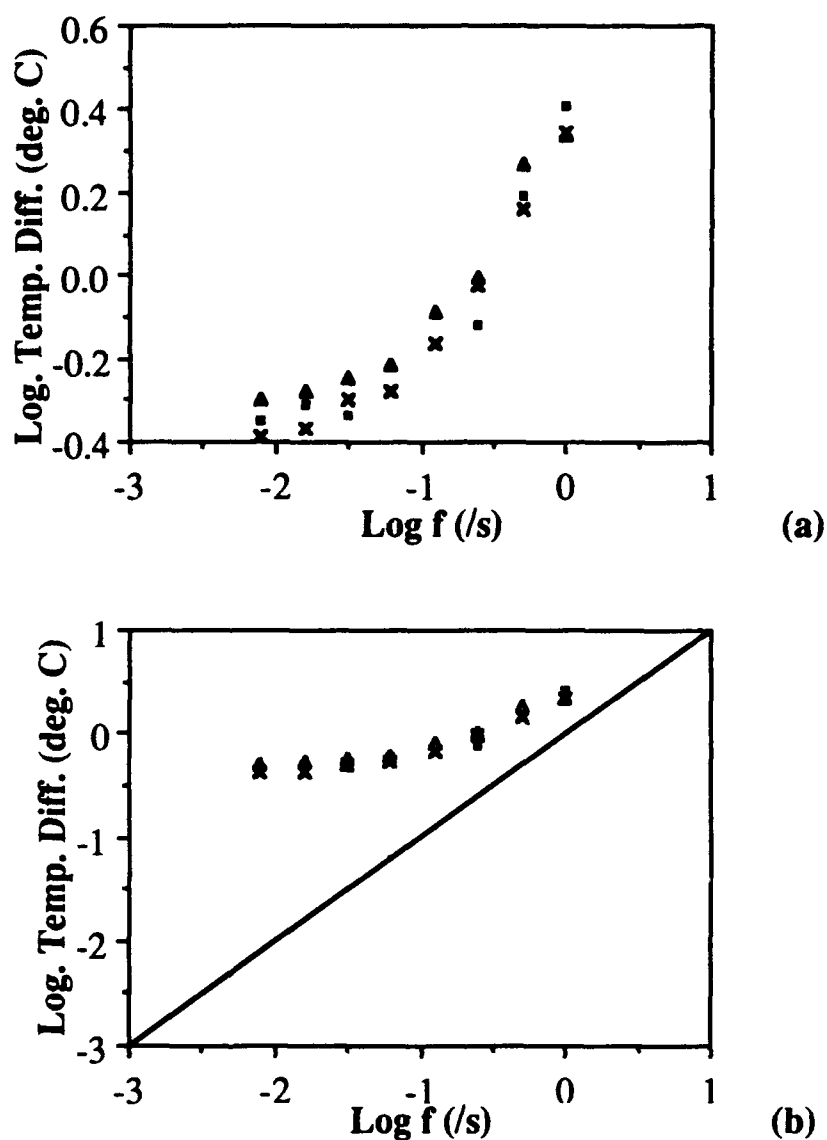 0.6
0.4
0.2
0.0
-0.2
-0.4
Log. Temp. Diff. (deg. C)
-3 -2 -1 0 1
Log f (/s)
(a)
1
0
-1
-2
-3
Log. Temp. Diff. (deg. C)
-3 -2 -1 0 1
Log f (/s)
(b)